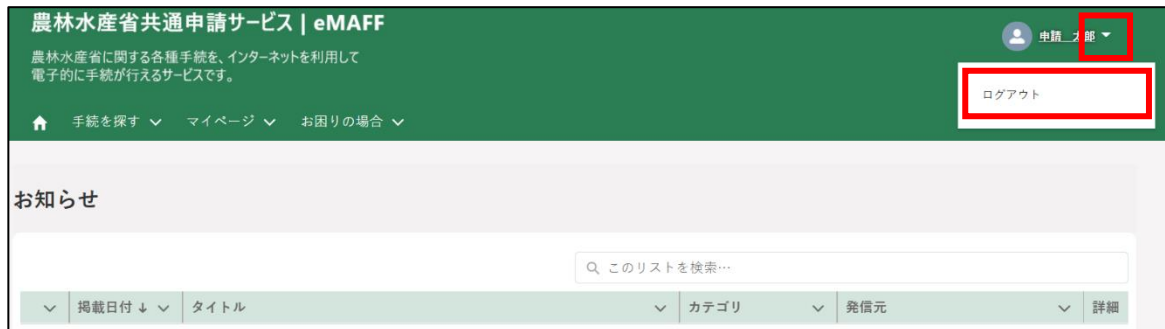 農林水産省共通申請サービス | eMAFF
農林水産省に関する各種手続を、インターネットを利用して
電子的に手続が行えるサービスです。
申請 太郎
ログアウト
手続を探す マイページ お困りの場合
お知らせ
このリストを検索…
掲載日付 ↓ タイトル カテゴリ 発信元 詳細